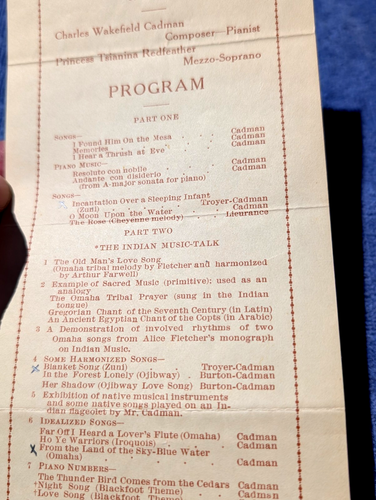 Charles Wakefield Cadman
Composer Pianist
Princess Tsianina Redfeather
Mezzo-Soprano
PROGRAM
PART ONE
SONGS—
I Found Him On the Mesa . . . Cadman
Memories . . . . Cadman
I Hear a Thrush at Eve . . . Cadman
PIANO MUSIC—
Resoluto con nobile . . . Cadman
Andante con disiderio . . . Cadman
(from A-major sonata for piano)
SONGS—
Incantation Over a Sleeping Infant
(Zuni) . . . Troyer-Cadman
O Moon Upon the Water . . . Cadman
The Rose (Cheyenne melody) . . Lieurance
PART TWO
*THE INDIAN MUSIC-TALK
1 The Old Man's Love Song
(Omaha tribal melody by Fletcher and harmonized
by Arthur Farwell)
2 Example of Sacred Music (primitive); used as an
analogy
The Omaha Tribal Prayer (sung in the Indian
tongue)
Gregorian Chant of the Seventh Century (in Latin)
An Ancient Egyptian Chant of the Copts (in Arabic)
3 A Demonstration of involved rhythms of two
Omaha songs from Alice Fletcher's monograph
on Indian Music.
4 SOME HARMONIZED SONGS—
x Blanket Song (Zuni) . . . Troyer-Cadman
In the Forest Lonely (Ojibway) . Burton-Cadman
Her Shadow (Ojibway Love Song) Burton-Cadman
5 Exhibition of native musical instruments
and some native songs played on an In-
dian flageolet by Mr. Cadman.
6 IDEALIZED SONGS—
Far Off I Heard a Lover's Flute (Omaha) Cadman
Ho Ye Warriors (Iroquois) . . . Cadman
x From the Land of the Sky-Blue Water
(Omaha) . . . . Cadman
7 PIANO NUMBERS—
The Thunder Bird Comes from the Cedars Cadman
†Night Song (Blackfoot Theme) . Cadman
†Love Song (Blackfoot Theme) . Cadman